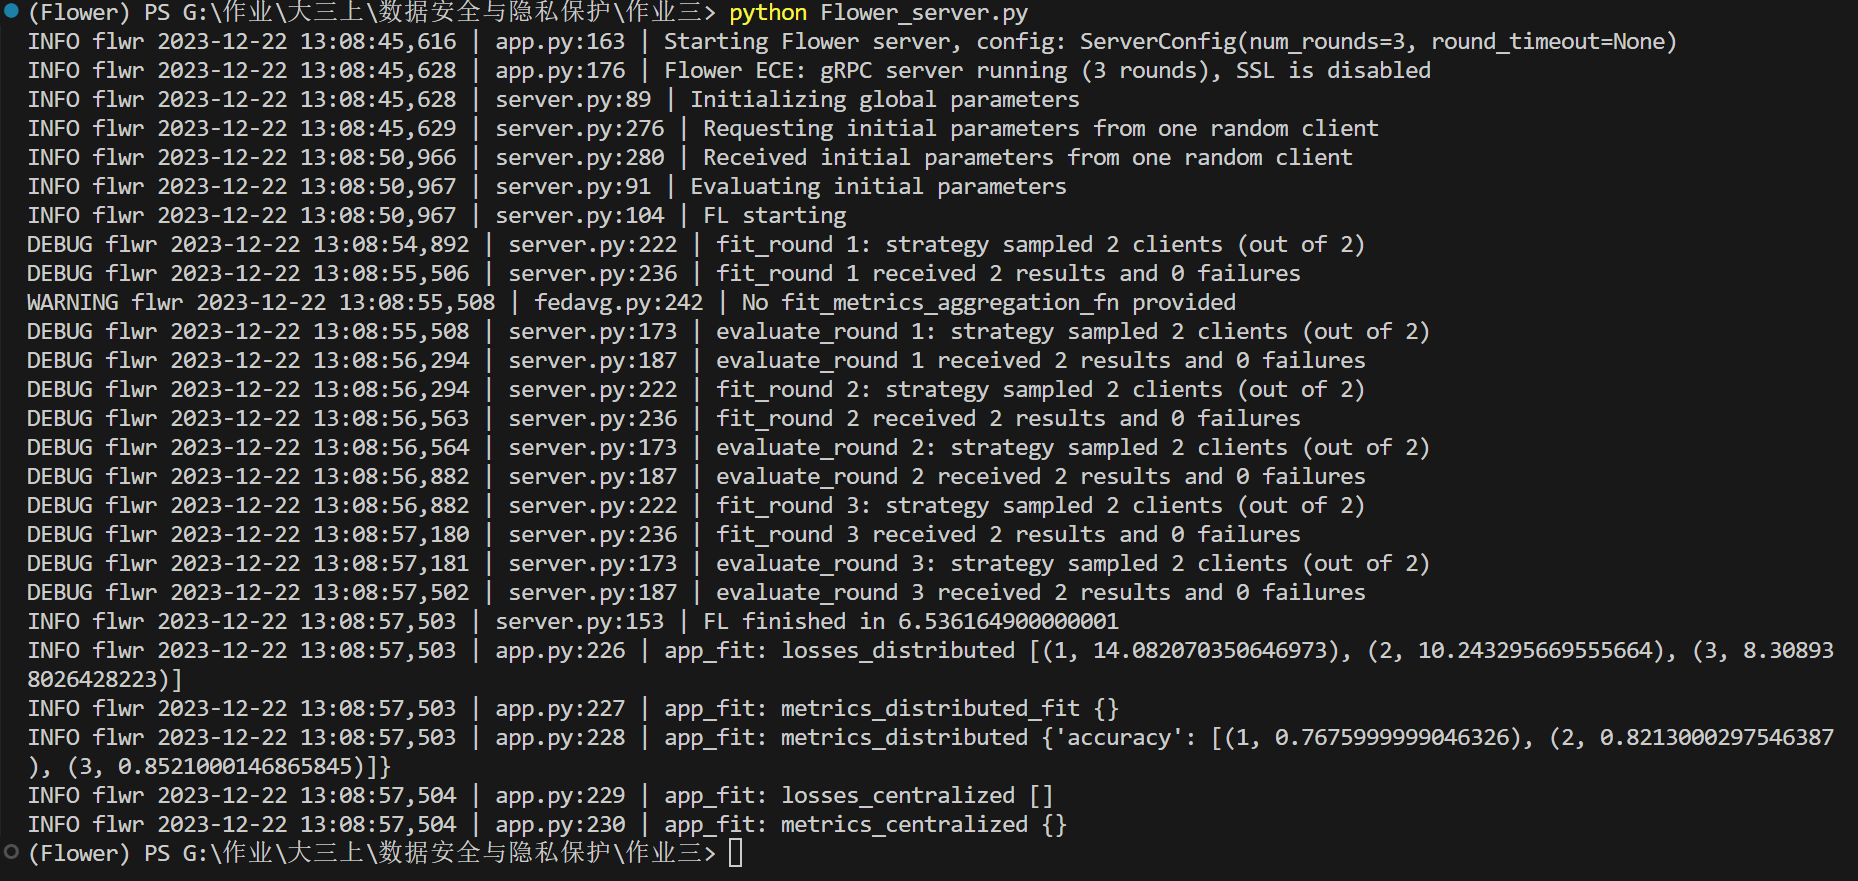 (Flower) PS G:\作业\大三上\数据安全与隐私保护\作业三> python Flower_server.py
INFO flwr 2023-12-22 13:08:45,616 | app.py:163 | Starting Flower server, config: ServerConfig(num_rounds=3, round_timeout=None)
INFO flwr 2023-12-22 13:08:45,628 | app.py:176 | Flower ECE: gRPC server running (3 rounds), SSL is disabled
INFO flwr 2023-12-22 13:08:45,628 | server.py:89 | Initializing global parameters
INFO flwr 2023-12-22 13:08:45,629 | server.py:276 | Requesting initial parameters from one random client
INFO flwr 2023-12-22 13:08:50,966 | server.py:280 | Received initial parameters from one random client
INFO flwr 2023-12-22 13:08:50,967 | server.py:91 | Evaluating initial parameters
INFO flwr 2023-12-22 13:08:50,967 | server.py:104 | FL starting
DEBUG flwr 2023-12-22 13:08:54,892 | server.py:222 | fit_round 1: strategy sampled 2 clients (out of 2)
DEBUG flwr 2023-12-22 13:08:55,506 | server.py:236 | fit_round 1 received 2 results and 0 failures
WARNING flwr 2023-12-22 13:08:55,508 | fedavg.py:242 | No fit_metrics_aggregation_fn provided
DEBUG flwr 2023-12-22 13:08:55,508 | server.py:173 | evaluate_round 1: strategy sampled 2 clients (out of 2)
DEBUG flwr 2023-12-22 13:08:56,294 | server.py:187 | evaluate_round 1 received 2 results and 0 failures
DEBUG flwr 2023-12-22 13:08:56,294 | server.py:222 | fit_round 2: strategy sampled 2 clients (out of 2)
DEBUG flwr 2023-12-22 13:08:56,563 | server.py:236 | fit_round 2 received 2 results and 0 failures
DEBUG flwr 2023-12-22 13:08:56,564 | server.py:173 | evaluate_round 2: strategy sampled 2 clients (out of 2)
DEBUG flwr 2023-12-22 13:08:56,882 | server.py:187 | evaluate_round 2 received 2 results and 0 failures
DEBUG flwr 2023-12-22 13:08:56,882 | server.py:222 | fit_round 3: strategy sampled 2 clients (out of 2)
DEBUG flwr 2023-12-22 13:08:57,180 | server.py:236 | fit_round 3 received 2 results and 0 failures
DEBUG flwr 2023-12-22 13:08:57,181 | server.py:173 | evaluate_round 3: strategy sampled 2 clients (out of 2)
DEBUG flwr 2023-12-22 13:08:57,502 | server.py:187 | evaluate_round 3 received 2 results and 0 failures
INFO flwr 2023-12-22 13:08:57,503 | server.py:153 | FL finished in 6.536164900000001
INFO flwr 2023-12-22 13:08:57,503 | app.py:226 | app_fit: losses_distributed [(1, 14.082070350646973), (2, 10.243295669555664), (3, 8.30893
8026428223)]
INFO flwr 2023-12-22 13:08:57,503 | app.py:227 | app_fit: metrics_distributed_fit {}
INFO flwr 2023-12-22 13:08:57,503 | app.py:228 | app_fit: metrics_distributed {'accuracy': [(1, 0.7675999999046326), (2, 0.8213000297546387
), (3, 0.8521000146865845)]}
INFO flwr 2023-12-22 13:08:57,504 | app.py:229 | app_fit: losses_centralized []
INFO flwr 2023-12-22 13:08:57,504 | app.py:230 | app_fit: metrics_centralized {}
(Flower) PS G:\作业\大三上\数据安全与隐私保护\作业三>